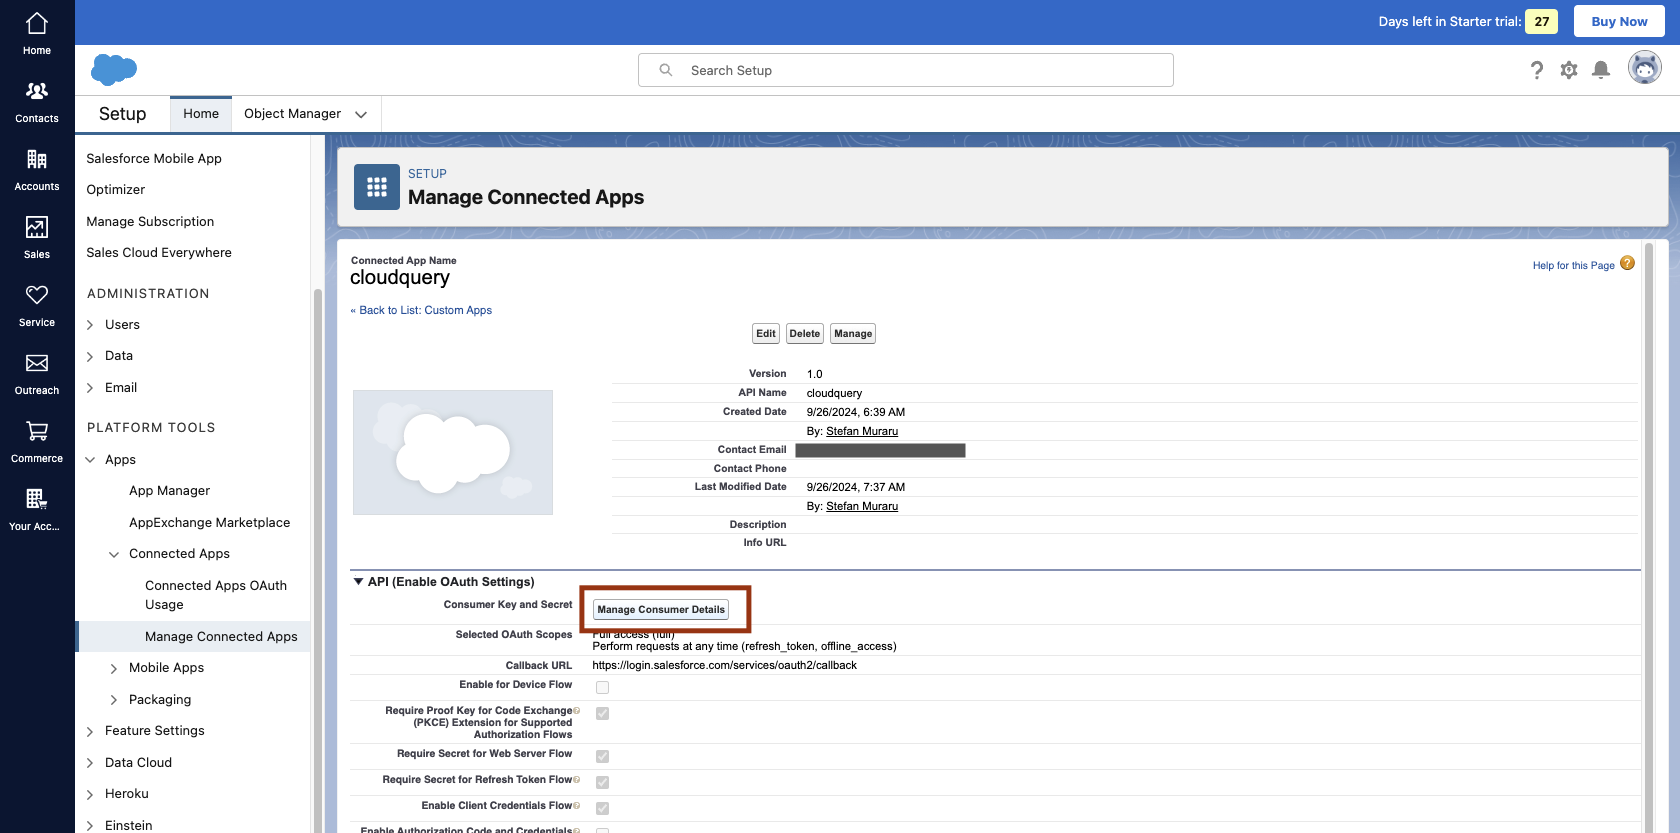 Days left in Starter trial: 27 Buy Now
Home
Contacts
Accounts
Sales
Service
Outreach
Commerce
Your Acc...
Search Setup
Setup Home Object Manager
Salesforce Mobile App
Optimizer
Manage Subscription
Sales Cloud Everywhere
ADMINISTRATION
Users
Data
Email
PLATFORM TOOLS
Apps
App Manager
AppExchange Marketplace
Connected Apps
Connected Apps OAuth
Usage
Manage Connected Apps
Mobile Apps
Packaging
Feature Settings
Data Cloud
Heroku
Einstein
SETUP
Manage Connected Apps
Connected App Name
cloudquery
Help for this Page ?
« Back to List: Custom Apps
Edit Delete Manage
Version 1.0
API Name cloudquery
Created Date 9/26/2024, 6:39 AM
By: Stefan Muraru
Contact Email
Contact Phone
Last Modified Date 9/26/2024, 7:37 AM
By: Stefan Muraru
Description
Info URL
API (Enable OAuth Settings)
Consumer Key and Secret Manage Consumer Details
Selected OAuth Scopes Full access (full)
Perform requests at any time (refresh_token, offline_access)
Callback URL https://login.salesforce.com/services/oauth2/callback
Enable for Device Flow
Require Proof Key for Code Exchange
(PKCE) Extension for Supported
Authorization Flows
Require Secret for Web Server Flow
Require Secret for Refresh Token Flow
Enable Client Credentials Flow
Enable Authorization Code and Credentials